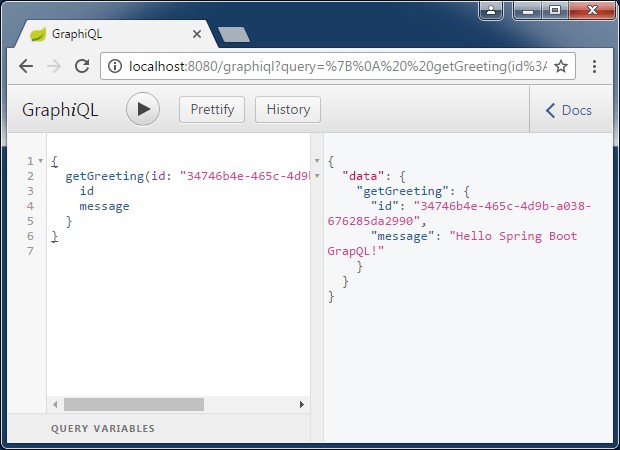 GraphiQL
localhost:8080/graphiql?query=%7B%0A%20%20getGreeting(id%3A
GraphiQL
Prettify
History
Docs
1 {
2 getGreeting(id: "34746b4e-465c-4d9b
3 id
4 message
5 }
6 }
7
{
"data": {
"getGreeting": {
"id": "34746b4e-465c-4d9b-a038-
676285da2990",
"message": "Hello Spring Boot
GrapQL!"
}
}
}
QUERY VARIABLES